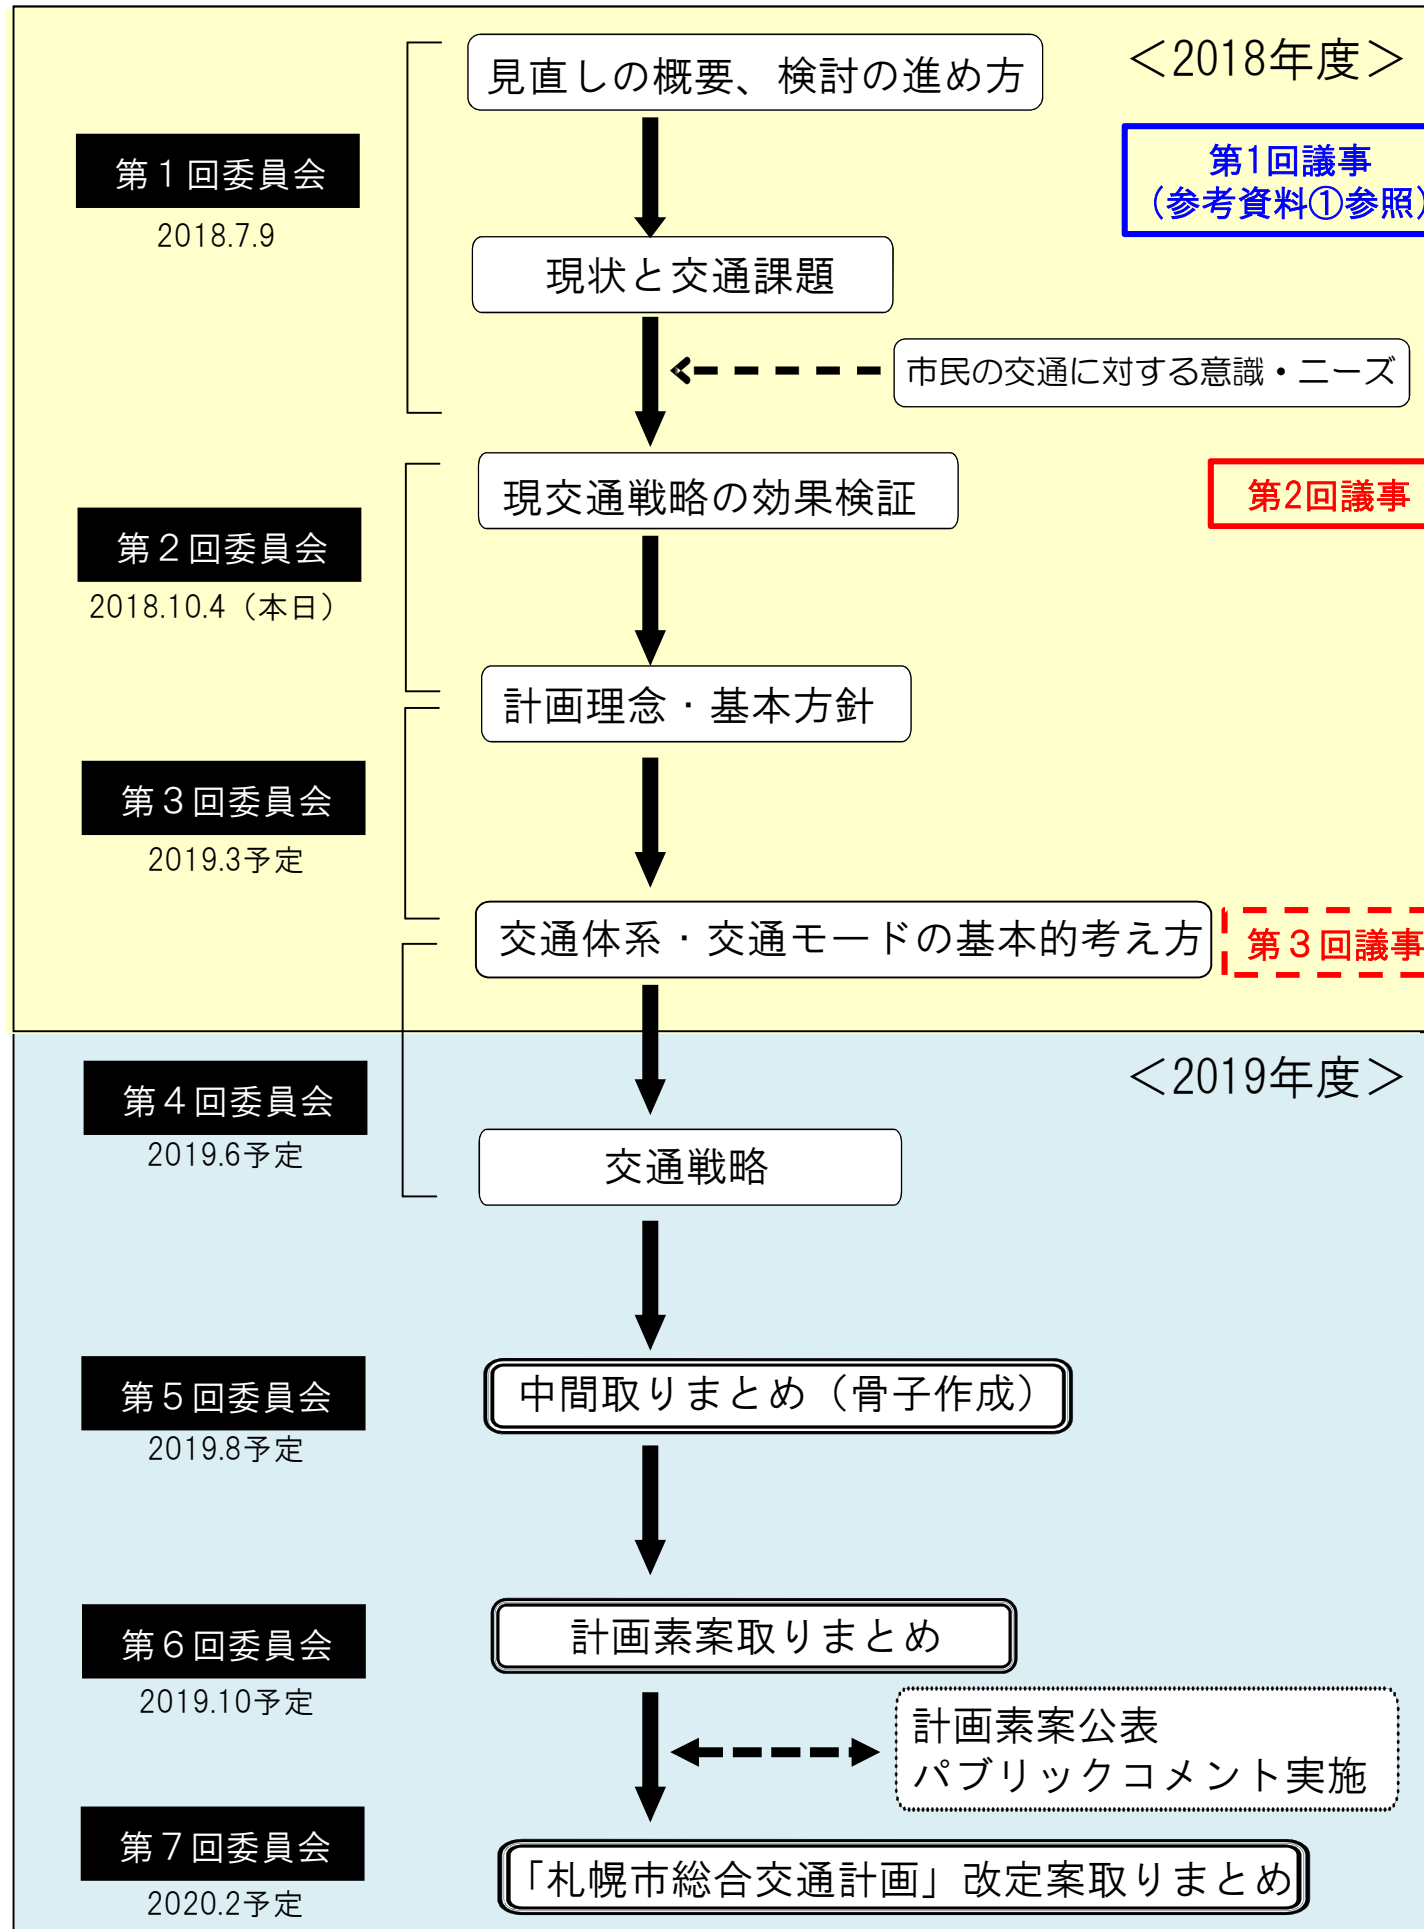 見直しの概要、検討の進め方
＜2018年度＞
第１回委員会
2018.7.9
第1回議事
（参考資料①参照）
現状と交通課題
市民の交通に対する意識・ニーズ
現交通戦略の効果検証
第2回議事
第２回委員会
2018.10.4（本日）
計画理念・基本方針
第３回委員会
2019.3予定
交通体系・交通モードの基本的考え方
第３回議事
＜2019年度＞
第４回委員会
2019.6予定
交通戦略
第５回委員会
2019.8予定
中間取りまとめ（骨子作成）
第６回委員会
2019.10予定
計画素案取りまとめ
計画素案公表
パブリックコメント実施
第７回委員会
2020.2予定
「札幌市総合交通計画」改定案取りまとめ